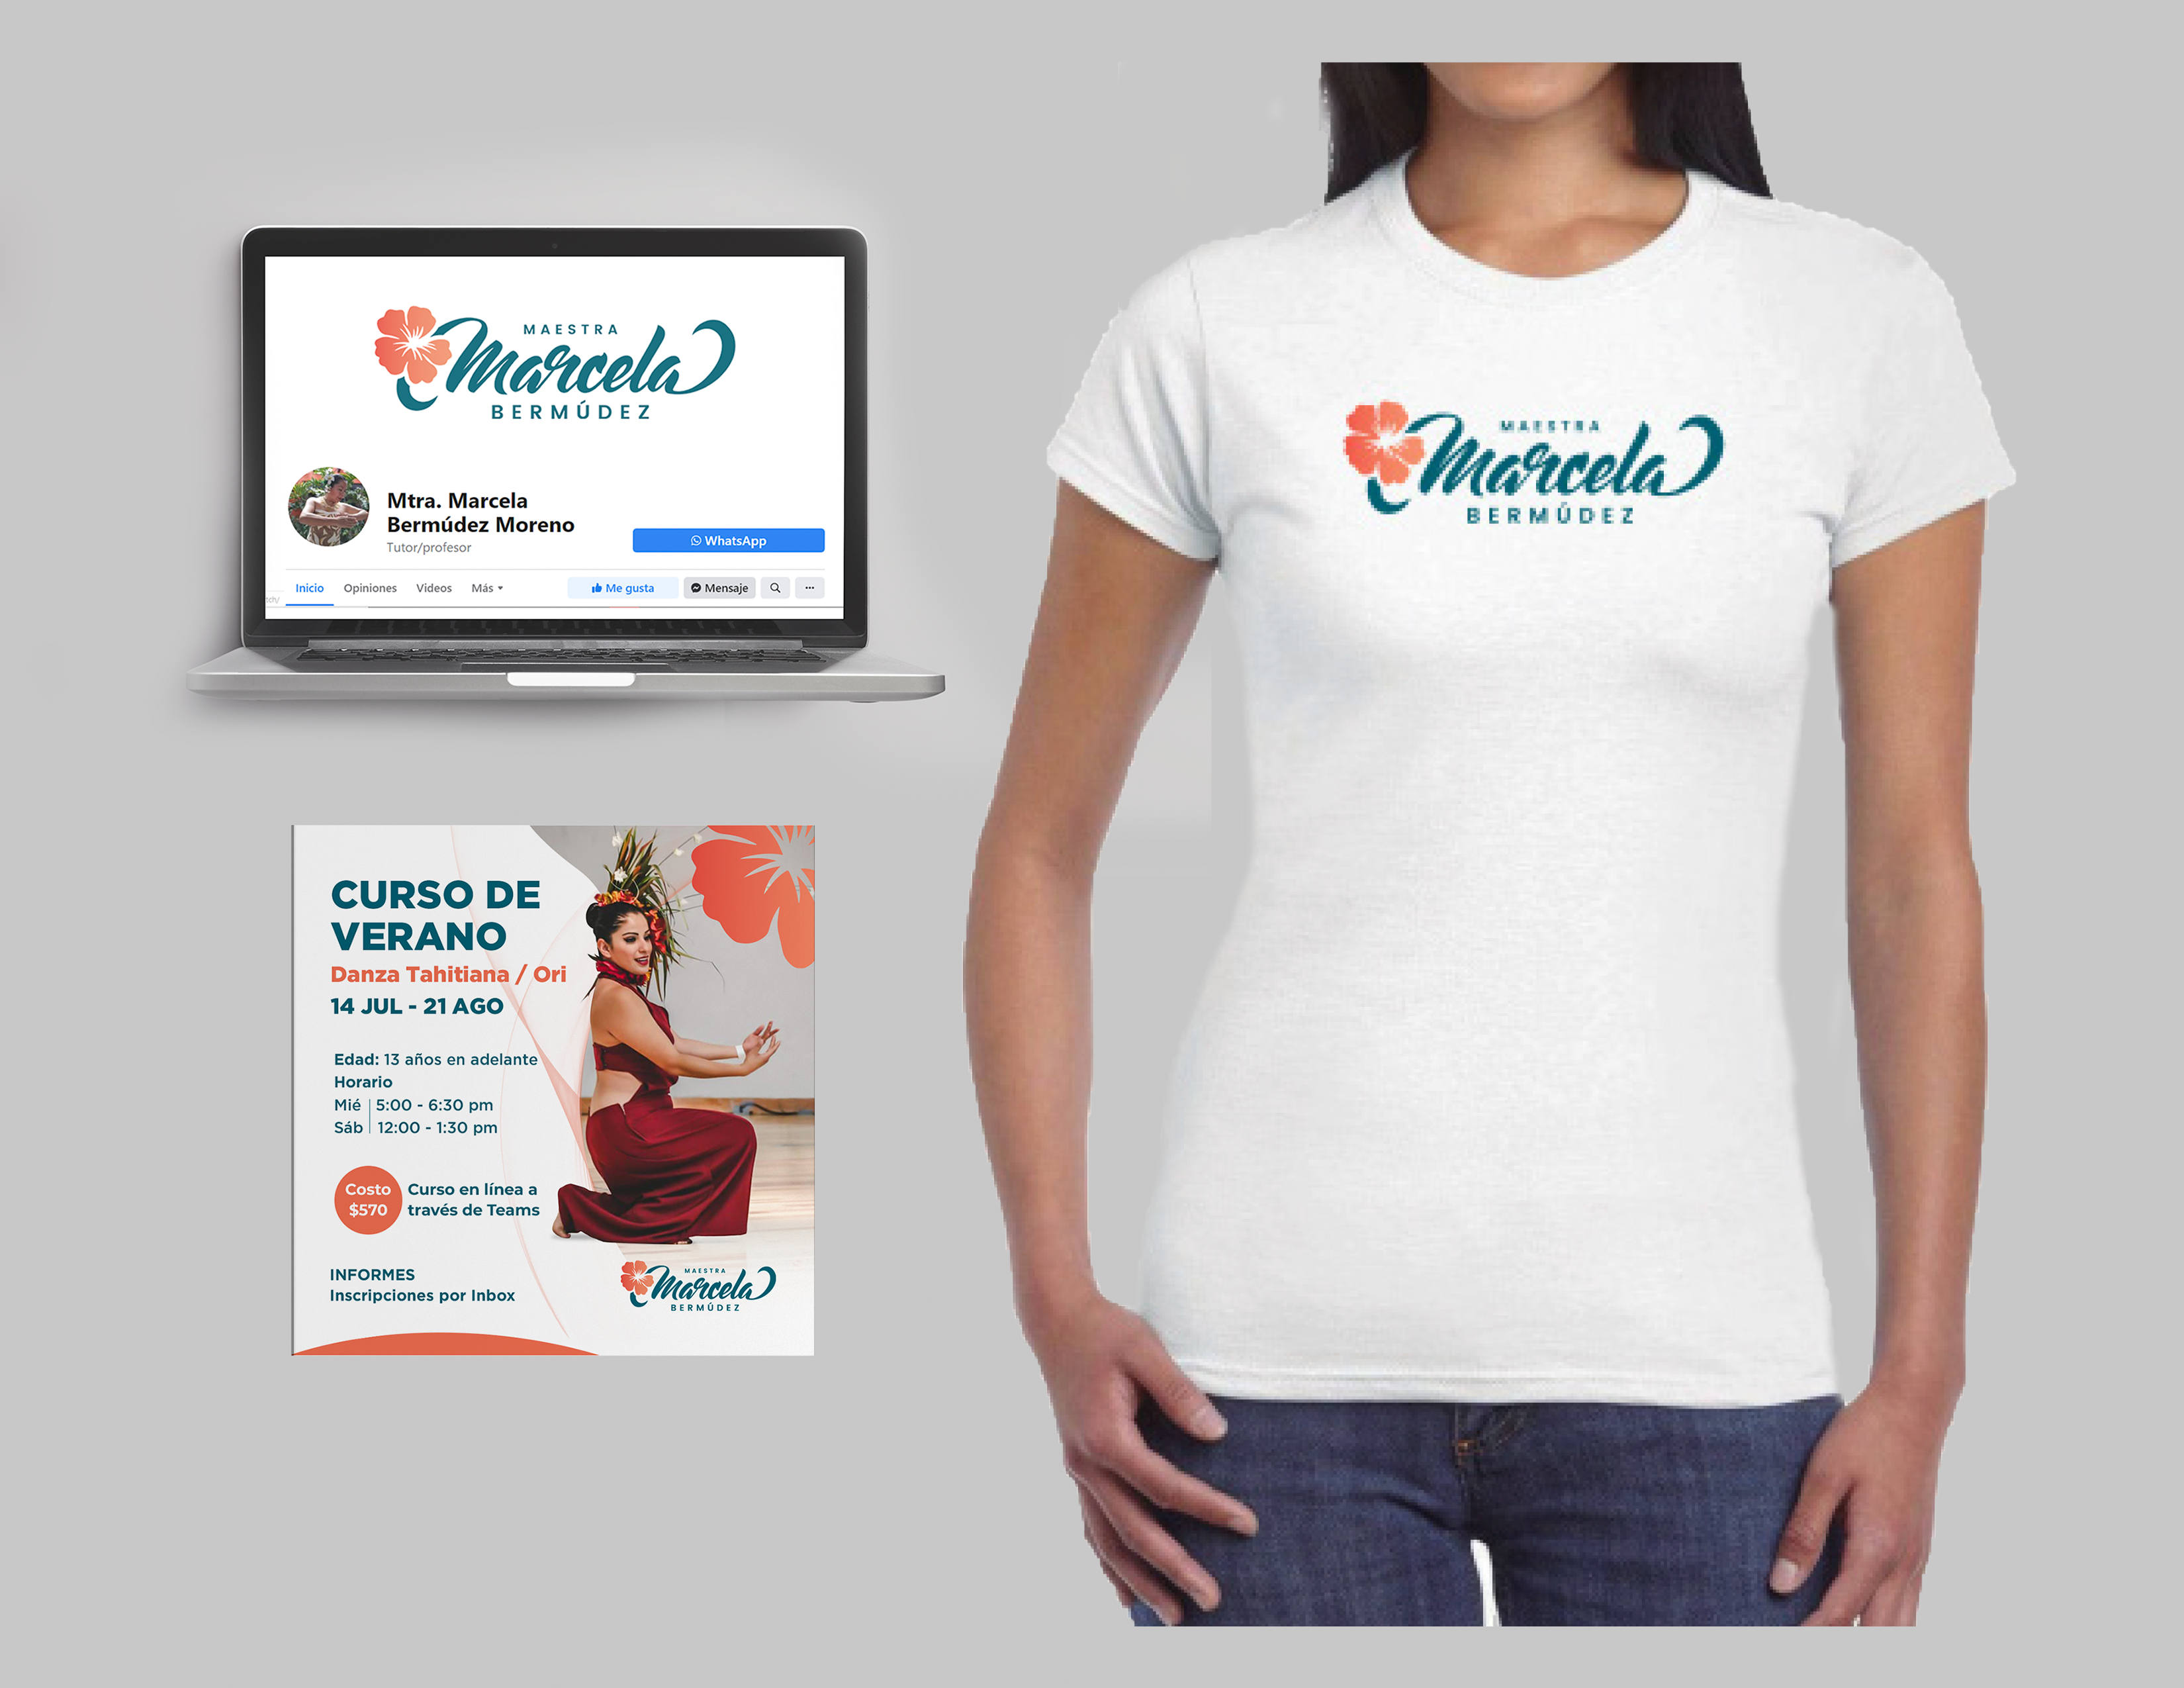 MAESTRA
Marcela
BERMÚDEZ
Mtra. Marcela
Bermúdez Moreno
Tutor/profesor
WhatsApp
Inicio Opiniones Videos Más Me gusta Mensaje
CURSO DE
VERANO
Danza Tahitiana / Ori
14 JUL - 21 AGO
Edad: 13 años en adelante
Horario
Mié 5:00 - 6:30 pm
Sáb 12:00 - 1:30 pm
Costo
$570
Curso en línea a
través de Teams
INFORMES
Inscripciones por Inbox
MAESTRA
Marcela
BERMÚDEZ
MAESTRA
Marcela
BERMÚDEZ